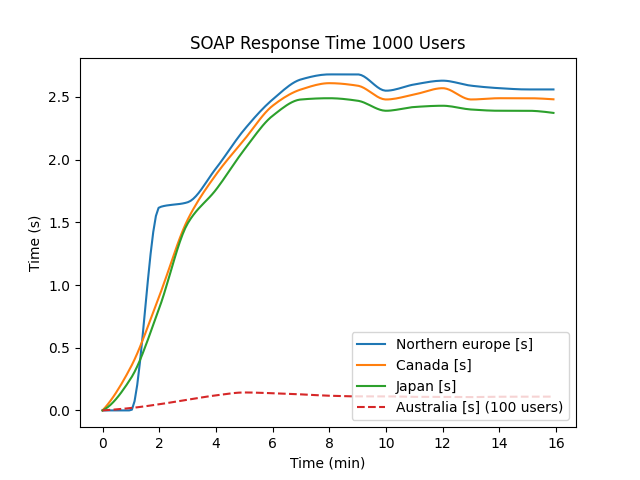 SOAP Response Time 1000 Users
Time (s)
2.5
2.0
1.5
1.0
0.5
0.0
Northern europe [s]
Canada [s]
Japan [s]
Australia [s] (100 users)
0 2 4 6 8 10 12 14 16
Time (min)